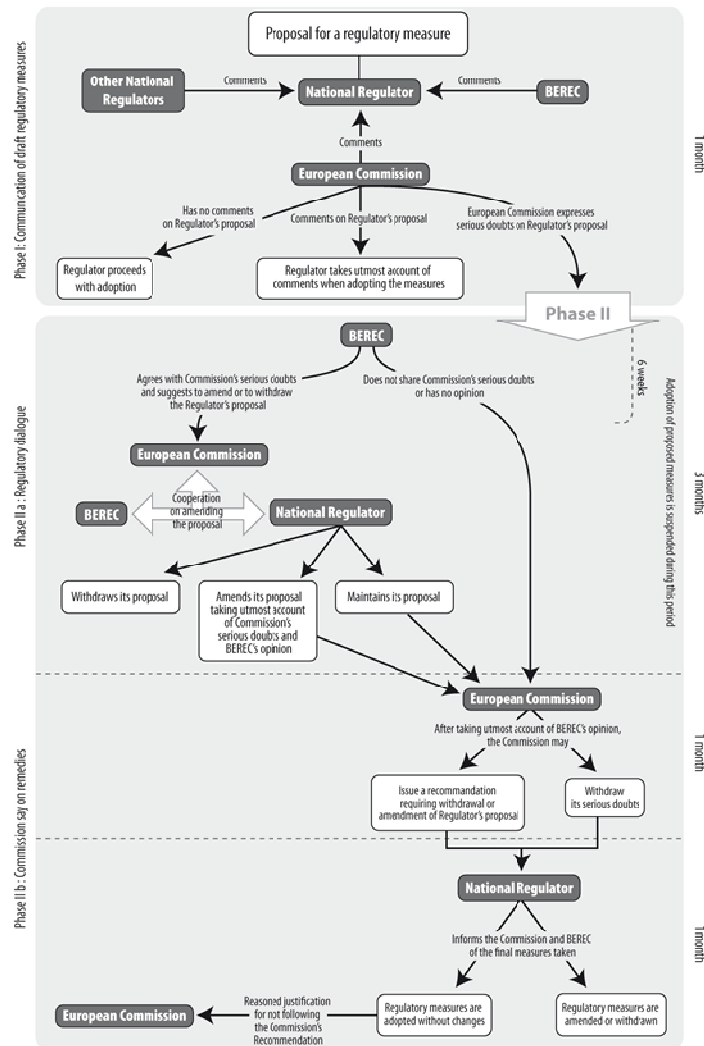 Phase I: Communication of draft regulatory measures
1 month
Proposal for a regulatory measure
Other National
Regulators
Comments
National Regulator
Comments
BEREC
Comments
European Commission
Has no comments
on Regulator's proposal
Comments on Regulator's proposal
European Commission expresses
serious doubts on Regulator's proposal
Regulator proceeds
with adoption
Regulator takes utmost account of
comments when adopting the measures
Phase II
Phase II a : Regulatory dialogue
6 weeks
Adoption of proposed measures is suspended during this period
3 months
BEREC
Agrees with Commission's serious doubts
and suggests to amend or to withdraw
the Regulator's proposal
Does not share Commission's serious doubts
or has no opinion
European Commission
BEREC
Cooperation
on amending
the proposal
National Regulator
Withdraws its proposal
Amends its proposal
taking utmost account
of Commission's
serious doubts and
BEREC's opinion
Maintains its proposal
Phase II b : Commission say on remedies
European Commission
After taking utmost account of BEREC's opinion,
the Commission may
1 month
Issue a recommandation
requiring withdrawal or
amendment of Regulator's proposal
Withdraw
its serious doubts
National Regulator
Informs the Commission and BEREC
of the final measures taken
1 month
European Commission
Reasoned justification
for not following
the Commission's
Recommendation
Regulatory measures are
adopted without changes
Regulatory measures are
amended or withdrawn